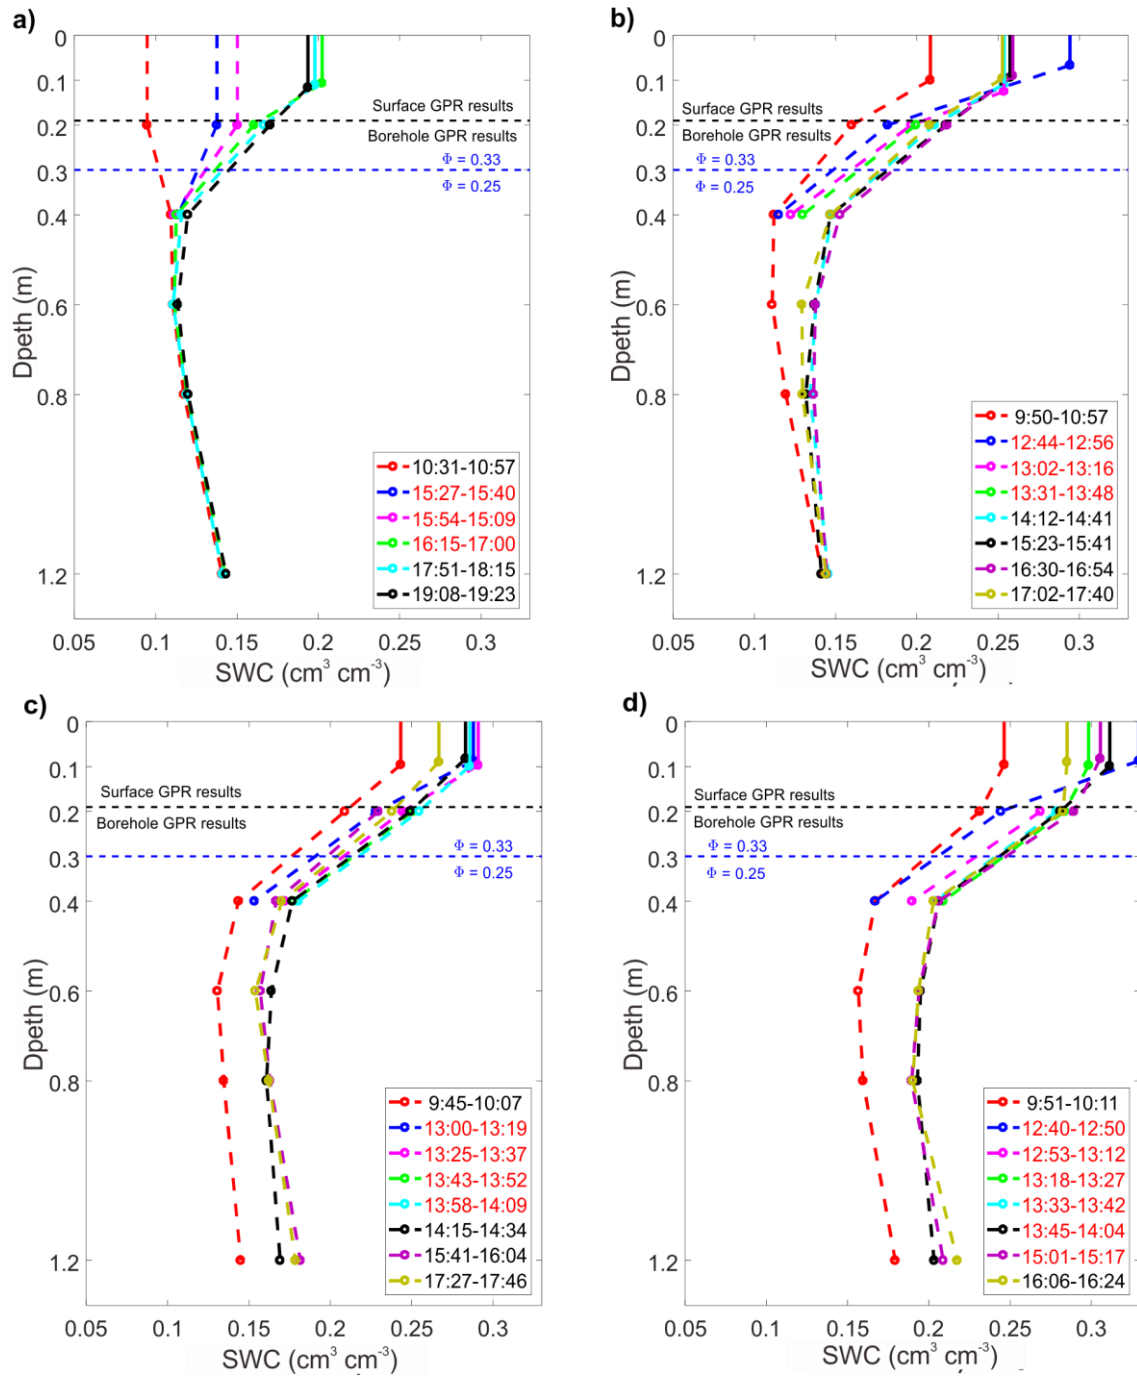 a)
0
0.1
0.2
0.3
0.4
0.6
0.8
1.2
Dpeth (m)
Surface GPR results
Borehole GPR results
Φ = 0.33
Φ = 0.25
10:31-10:57
15:27-15:40
15:54-15:09
16:15-17:00
17:51-18:15
19:08-19:23
0.05 0.1 0.15 0.2 0.25 0.3
SWC (cm³ cm⁻³)
b)
0
0.1
0.2
0.3
0.4
0.6
0.8
1.2
Dpeth (m)
Surface GPR results
Borehole GPR results
Φ = 0.33
Φ = 0.25
9:50-10:57
12:44-12:56
13:02-13:16
13:31-13:48
14:12-14:41
15:23-15:41
16:30-16:54
17:02-17:40
0.05 0.1 0.15 0.2 0.25 0.3
SWC (cm³ cm⁻³)
c)
0
0.1
0.2
0.3
0.4
0.6
0.8
1.2
Dpeth (m)
Surface GPR results
Borehole GPR results
Φ = 0.33
Φ = 0.25
9:45-10:07
13:00-13:19
13:25-13:37
13:43-13:52
13:58-14:09
14:15-14:34
15:41-16:04
17:27-17:46
0.05 0.1 0.15 0.2 0.25 0.3
SWC (cm³ cm⁻³)
d)
0
0.1
0.2
0.3
0.4
0.6
0.8
1.2
Dpeth (m)
Surface GPR results
Borehole GPR results
Φ = 0.33
Φ = 0.25
9:51-10:11
12:40-12:50
12:53-13:12
13:18-13:27
13:33-13:42
13:45-14:04
15:01-15:17
16:06-16:24
0.05 0.1 0.15 0.2 0.25 0.3
SWC (cm³ cm⁻³)